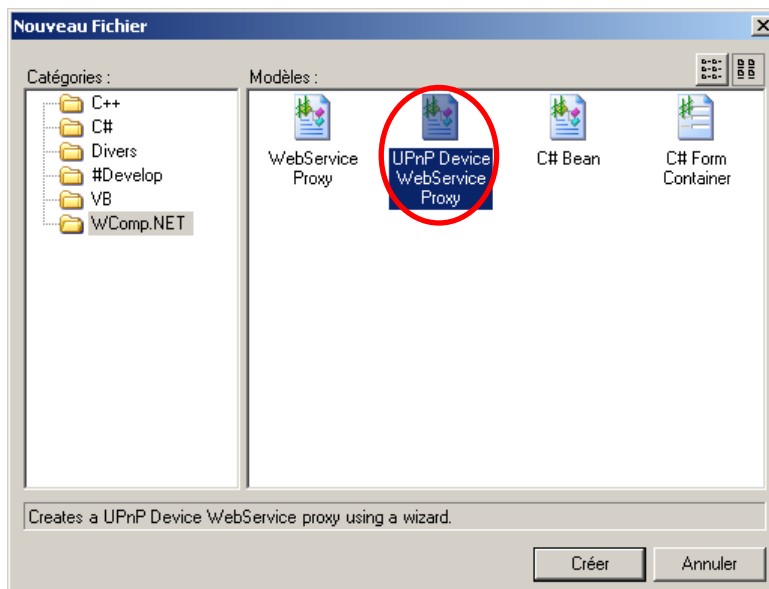 Nouveau Fichier
Catégories :
Modèles :
C++
C#
Divers
#Develop
VB
WComp.NET
WebService
Proxy
UPnP Device
WebService
Proxy
C# Bean
C# Form
Container
Creates a UPnP Device WebService proxy using a wizard.
Créer
Annuler